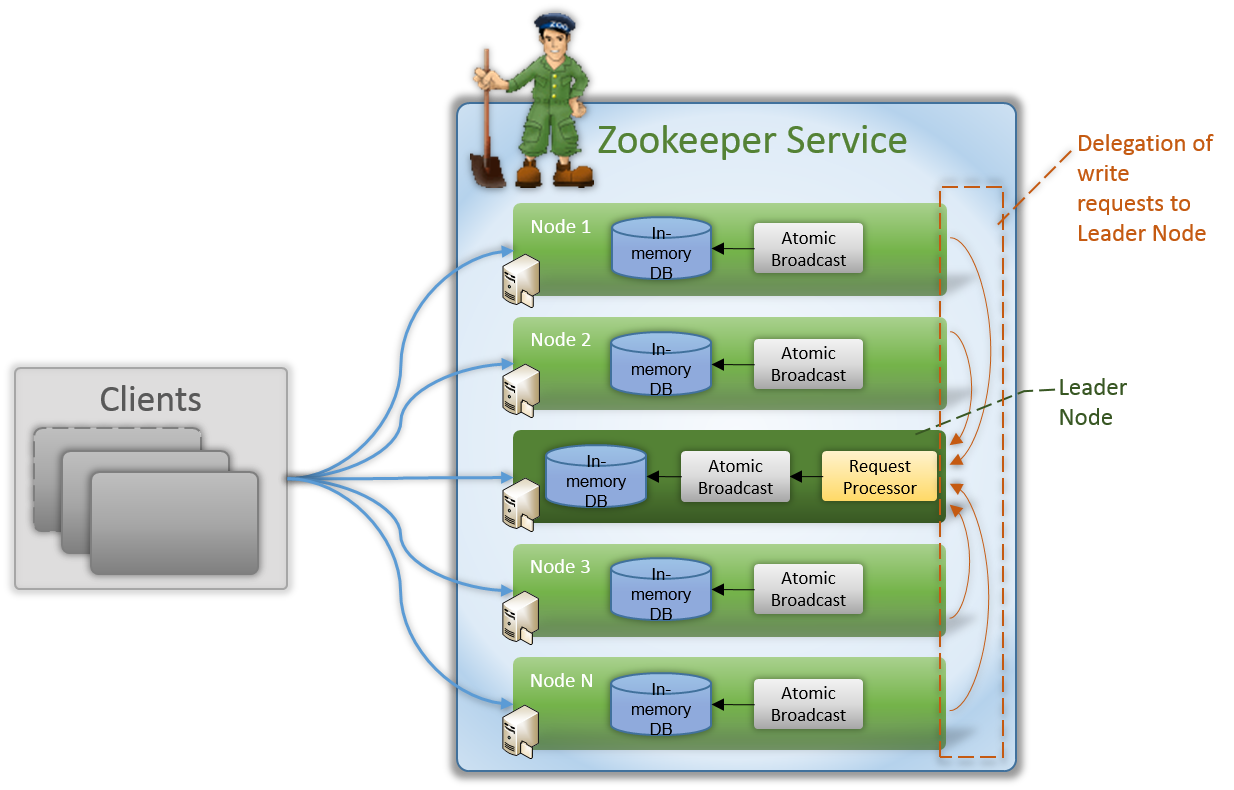 ZOO
Zookeeper Service
Delegation of
write
requests to
Leader Node
Node 1
In-
memory
DB
Atomic
Broadcast
Node 2
In-
memory
DB
Atomic
Broadcast
Leader
Node
Clients
In-
memory
DB
Atomic
Broadcast
Request
Processor
Node 3
In-
memory
DB
Atomic
Broadcast
Node N
In-
memory
DB
Atomic
Broadcast